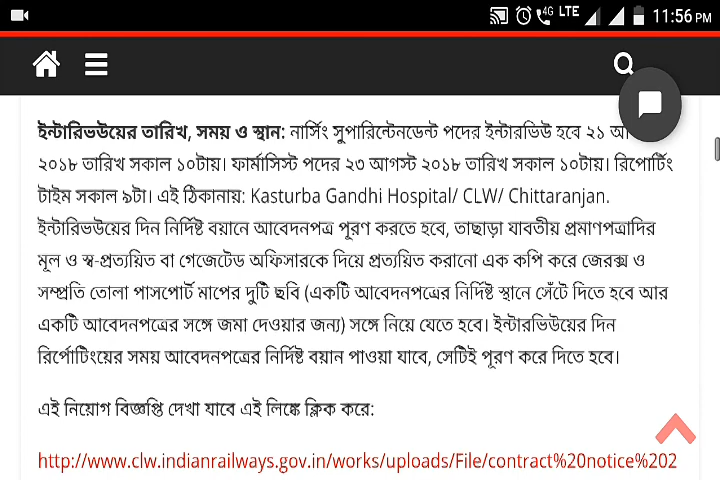 4G LTE 11:56 PM
ইন্টারিভউয়ের তারিখ, সময় ও স্থান: নার্সিং সুপারিন্টেনডেন্ট পদের ইন্টারভিউ হবে ২১ আ
২০১৮ তারিখ সকাল ১০টায়। ফার্মাসিস্ট পদের ২৩ আগস্ট ২০১৮ তারিখ সকাল ১০টায়। রিপোর্টিং
টাইম সকাল ৯টা। এই ঠিকানায়: Kasturba Gandhi Hospital/ CLW/ Chittaranjan.
ইন্টারভিউয়ের দিন নির্দিষ্ট বয়ানে আবেদনপত্র পূরণ করতে হবে, তাছাড়া যাবতীয় প্রমাণপত্রাদির
মূল ও স্ব-প্রত্যয়িত বা গেজেটেড অফিসারকে দিয়ে প্রত্যয়িত করানো এক কপি করে জেরক্স ও
সম্প্রতি তোলা পাসপোর্ট মাপের দুটি ছবি (একটি আবেদনপত্রের নির্দিষ্ট স্থানে সেঁটে দিতে হবে আর
একটি আবেদনপত্রের সঙ্গে জমা দেওয়ার জন্য) সঙ্গে নিয়ে যেতে হবে। ইন্টারভিউয়ের দিন
রির্পোটিংয়ের সময় আবেদনপত্রের নির্দিষ্ট বয়ান পাওয়া যাবে, সেটিই পূরণ করে দিতে হবে।
এই নিয়োগ বিজ্ঞপ্তি দেখা যাবে এই লিঙ্কে ক্লিক করে:
http://www.clw.indianrailways.gov.in/works/uploads/File/contract%20notice%202